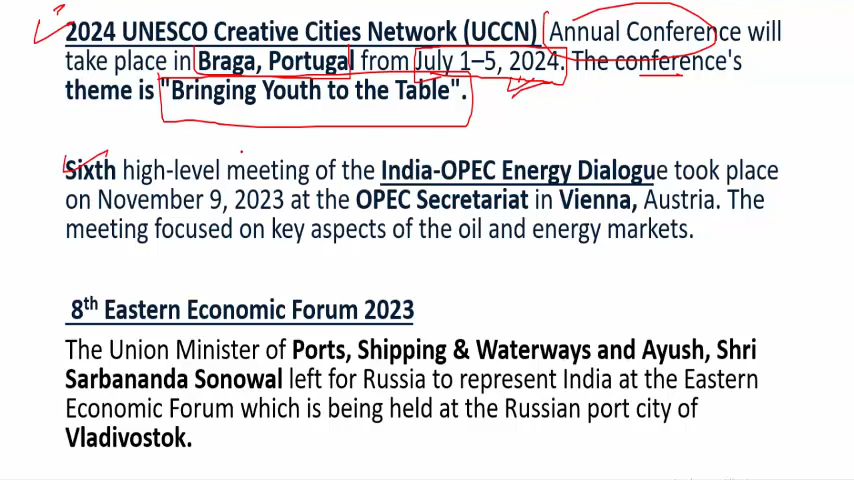 2024 UNESCO Creative Cities Network (UCCN) Annual Conference will
take place in Braga, Portugal from July 1–5, 2024. The conference's
theme is "Bringing Youth to the Table".
Sixth high-level meeting of the India-OPEC Energy Dialogue took place
on November 9, 2023 at the OPEC Secretariat in Vienna, Austria. The
meeting focused on key aspects of the oil and energy markets.
8th Eastern Economic Forum 2023
The Union Minister of Ports, Shipping & Waterways and Ayush, Shri
Sarbananda Sonowal left for Russia to represent India at the Eastern
Economic Forum which is being held at the Russian port city of
Vladivostok.